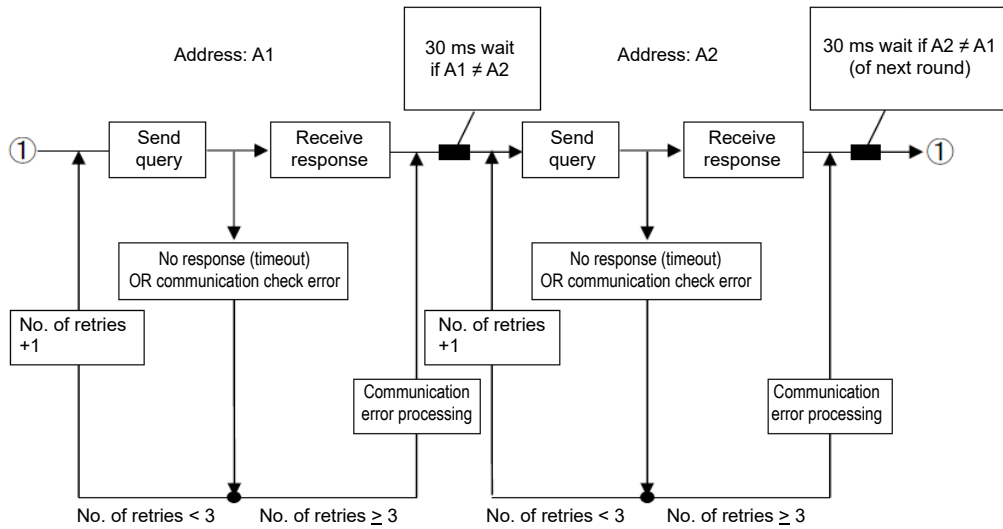 Address: A1
30 ms wait
if A1 ≠ A2
Address: A2
30 ms wait if A2 ≠ A1
(of next round)
①
Send
query
Receive
response
Send
query
Receive
response
①
No response (timeout)
OR communication check error
No response (timeout)
OR communication check error
No. of retries
+1
No. of retries
+1
Communication
error processing
Communication
error processing
No. of retries < 3
No. of retries ≥ 3
No. of retries < 3
No. of retries ≥ 3